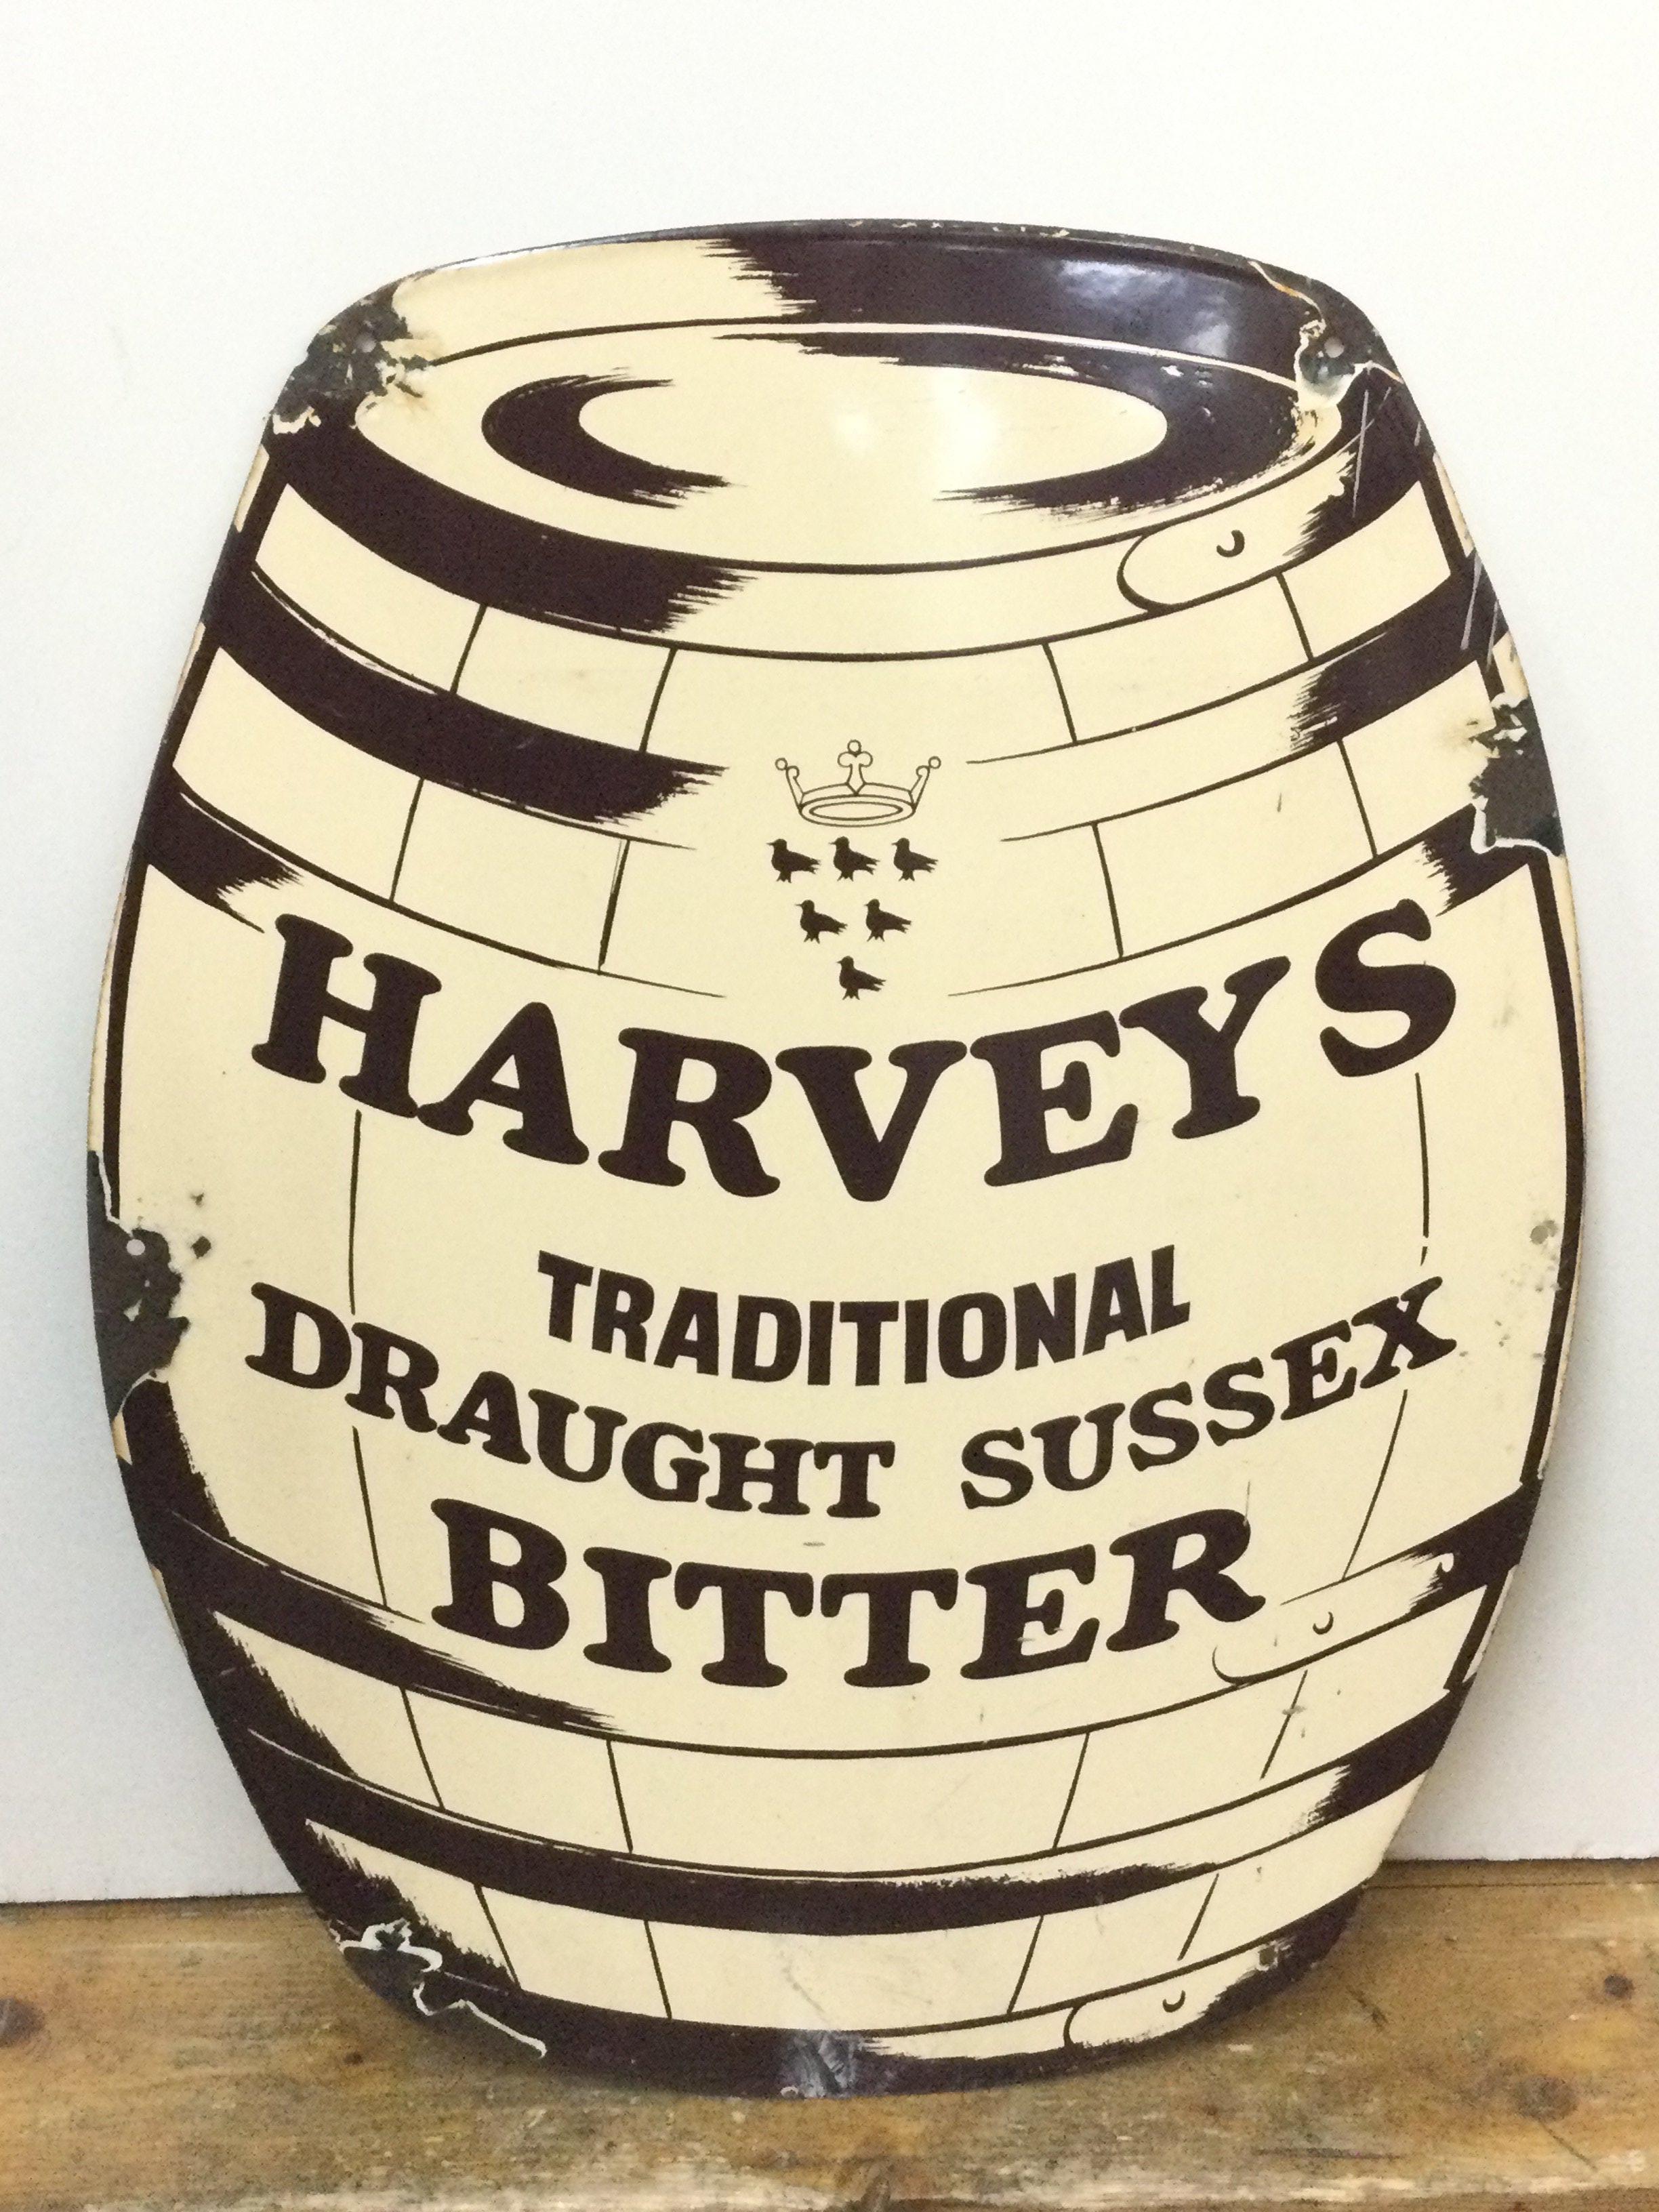 HARVEYS
TRADITIONAL
DRAUGHT SUSSEX
BITTER